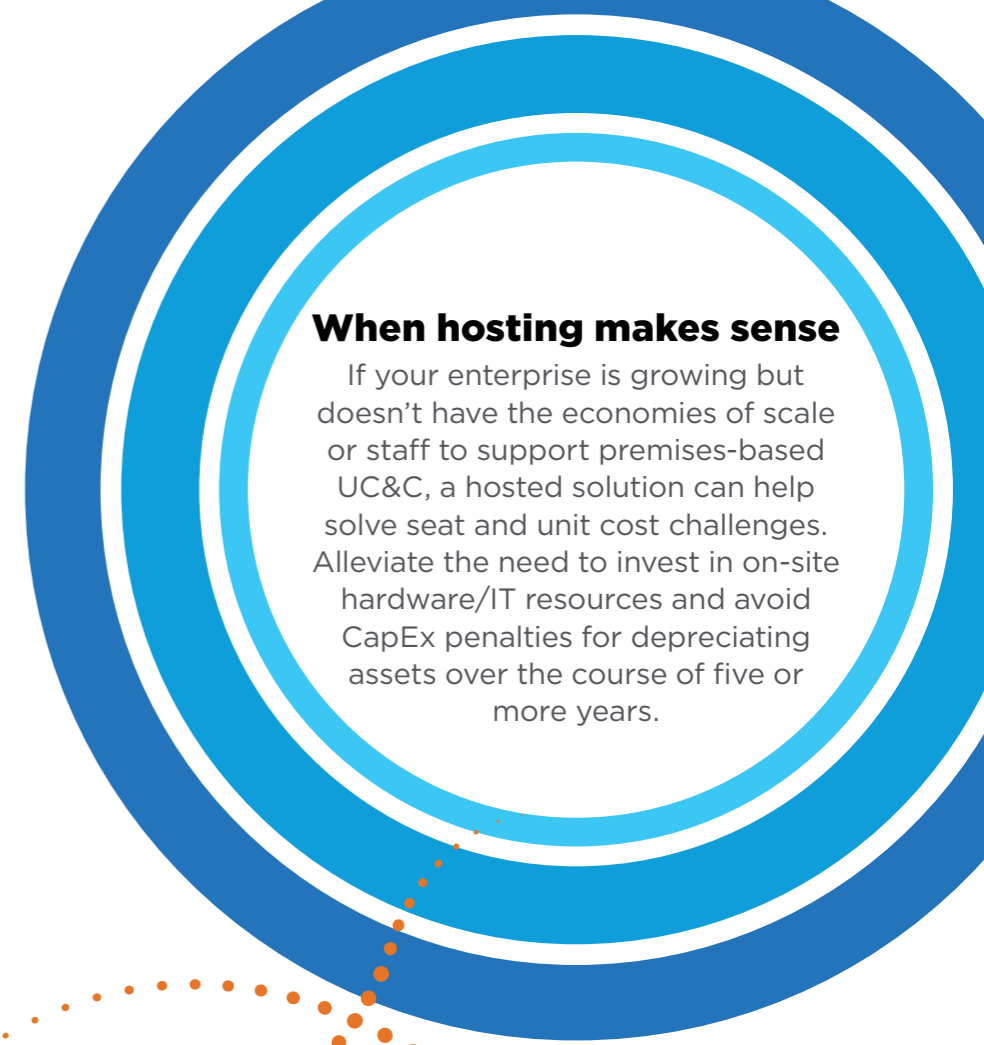 When hosting makes sense
If your enterprise is growing but
doesn’t have the economies of scale
or staff to support premises-based
UC&C, a hosted solution can help
solve seat and unit cost challenges.
Alleviate the need to invest in on-site
hardware/IT resources and avoid
CapEx penalties for depreciating
assets over the course of five or
more years.